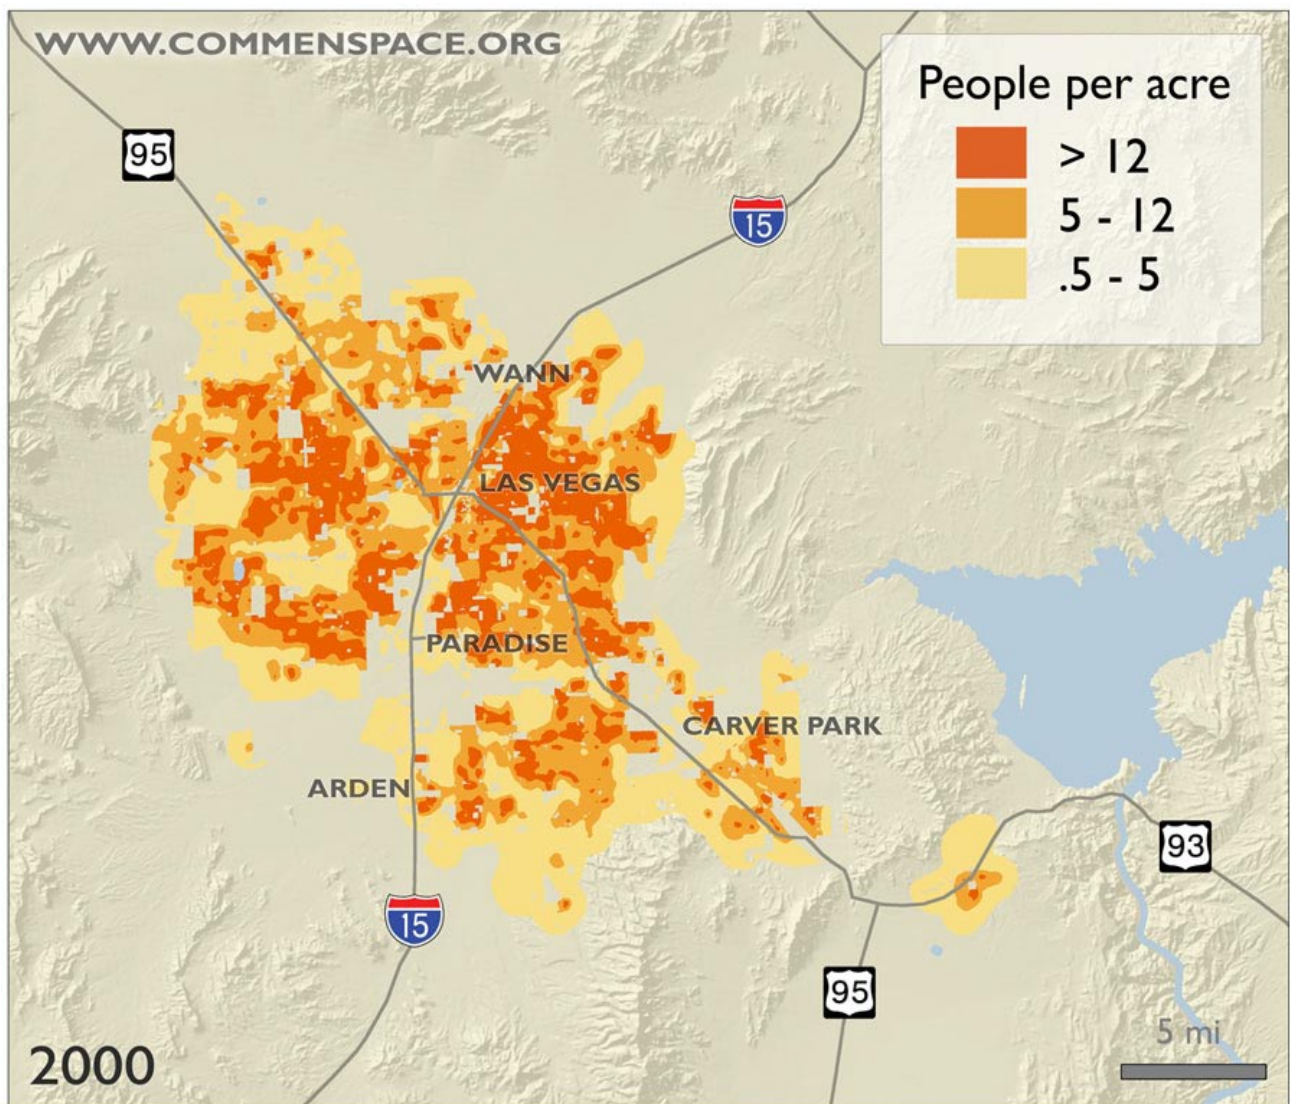 WWW.COMMENSPACE.ORG
People per acre
> 12
5 - 12
.5 - 5
95
15
WANN
LAS VEGAS
PARADISE
CARVER PARK
ARDEN
93
15
95
5 mi
2000